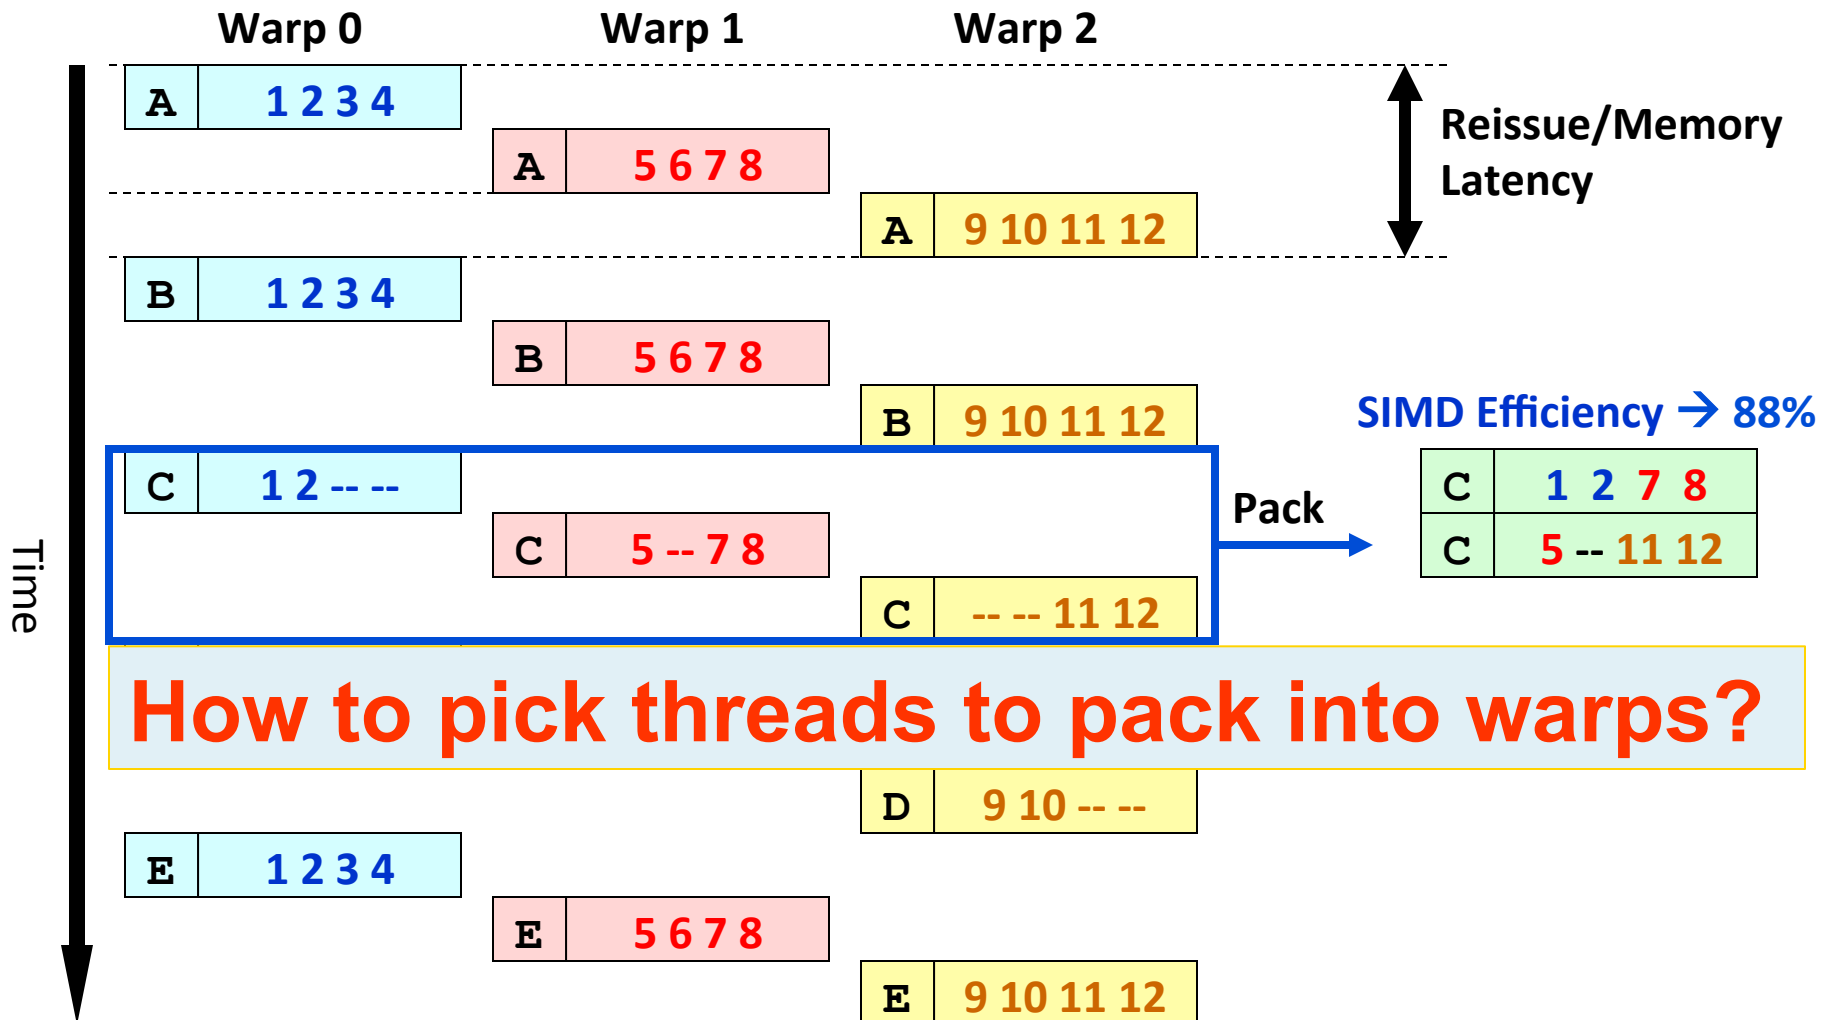 Warp 0 Warp 1 Warp 2
A 1 2 3 4
Reissue/Memory
Latency
A 5 6 7 8
A 9 10 11 12
B 1 2 3 4
B 5 6 7 8
B 9 10 11 12
SIMD Efficiency → 88%
C 1 2 -- --
C 5 -- 7 8
C -- -- 11 12
Pack
C 1 2 7 8
C 5 -- 11 12
Time
How to pick threads to pack into warps?
D 9 10 -- --
E 1 2 3 4
E 5 6 7 8
E 9 10 11 12